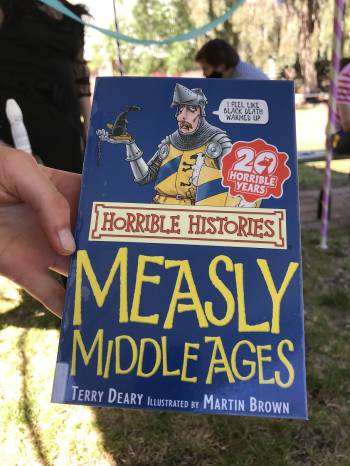 I FEEL LIKE
BLACK DEATH
WARMED UP
20
HORRIBLE
YEARS
HORRIBLE HISTORIES
MEASLY
MIDDLE AGES
TERRY DEARY ILLUSTRATED BY MARTIN BROWN